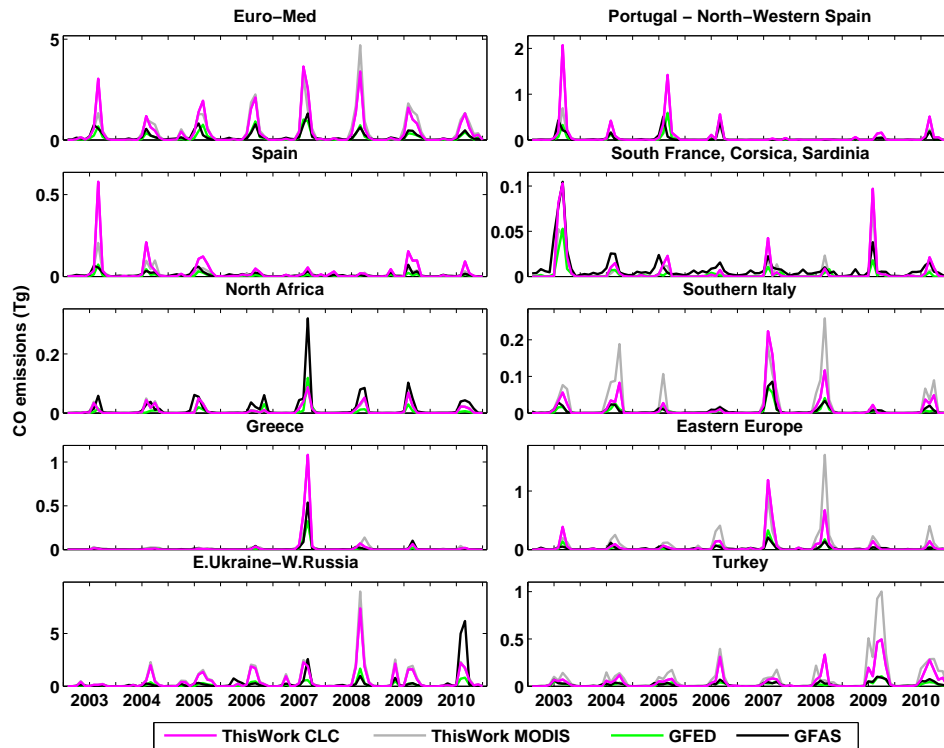 Euro−Med
Portugal − North−Western Spain
5
0
2
1
0
Spain
South France, Corsica, Sardinia
0.5
0
0.1
0.05
0
North Africa
Southern Italy
0.2
0
0.2
0.1
0
CO emissions (Tg)
Greece
Eastern Europe
1
0.5
0
1
0
E.Ukraine−W.Russia
Turkey
5
0
1
0.5
0
2003 2004 2005 2006 2007 2008 2009 2010
2003 2004 2005 2006 2007 2008 2009 2010
ThisWork CLC ThisWork MODIS GFED GFAS